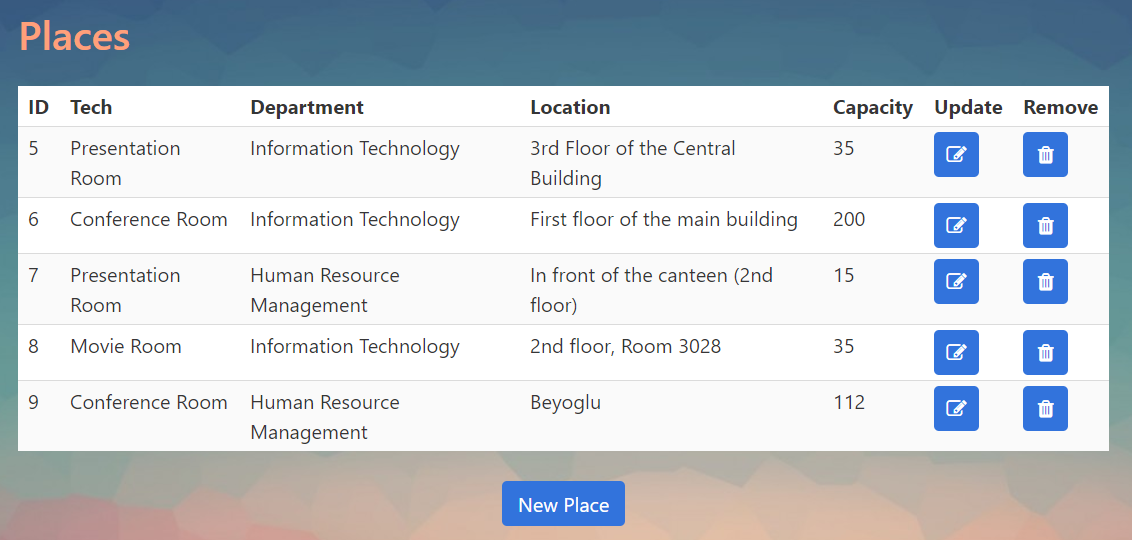 Places
ID Tech Department Location Capacity Update Remove
5 Presentation Information Technology 3rd Floor of the Central 35
Room Building
6 Conference Room Information Technology First floor of the main building 200
7 Presentation Human Resource In front of the canteen (2nd 15
Room Management floor)
8 Movie Room Information Technology 2nd floor, Room 3028 35
9 Conference Room Human Resource Beyoglu 112
Management
New Place